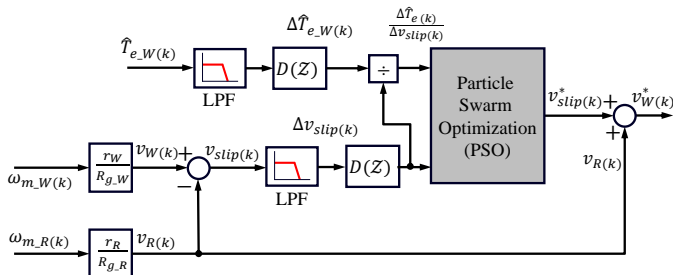 T̂e_W(k)
LPF
ΔT̂e_W(k)
D(Z)
÷
ΔT̂e(k)
Δvslip(k)
Particle
Swarm
Optimization
(PSO)
v*slip(k)
+
+
v*W(k)
vR(k)
ωm_W(k)
rW
Rg_W
vW(k)
+
−
vslip(k)
LPF
Δvslip(k)
D(Z)
ωm_R(k)
rR
Rg_R
vR(k)